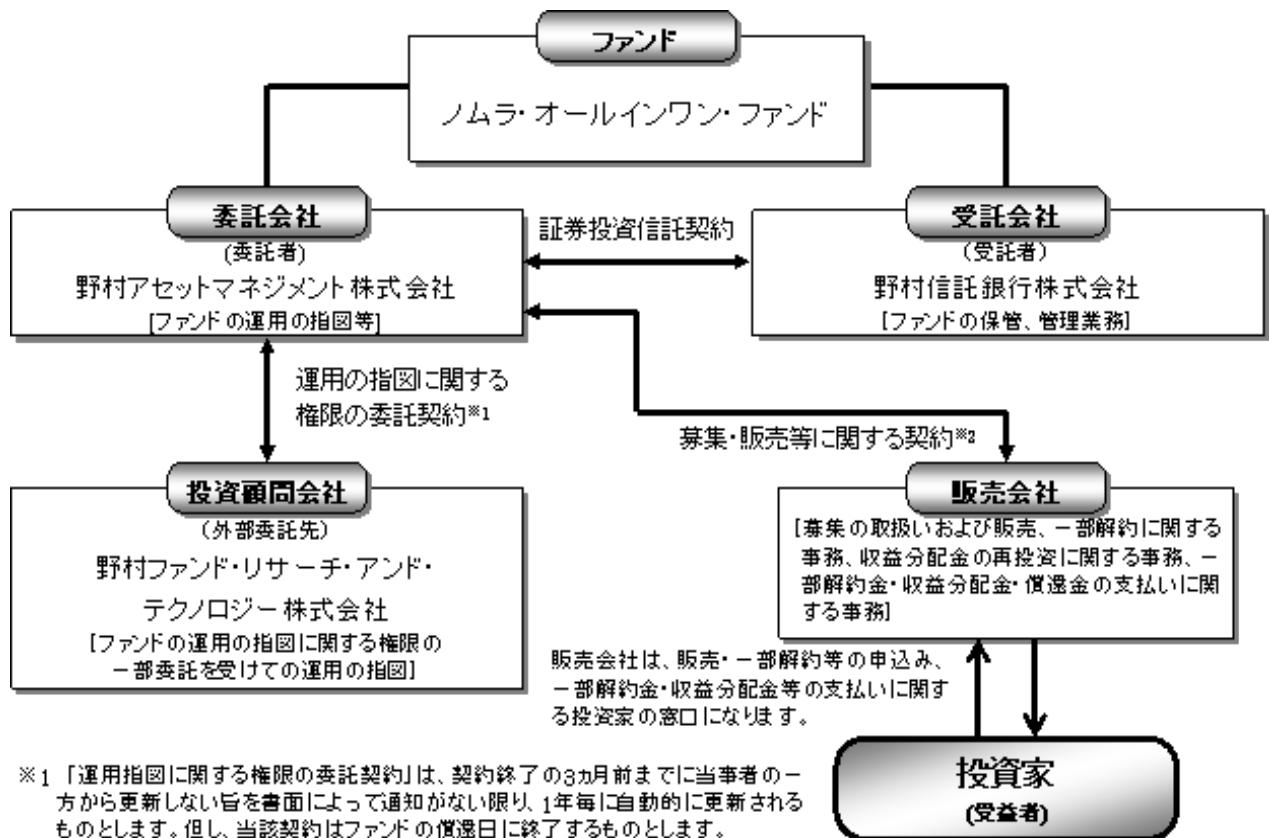 ファンド
ノムラ・オールインワン・ファンド
委託会社
(委託者)
野村アセットマネジメント株式会社
[ファンドの運用の指図等]
証券投資信託契約
受託会社
(受託者)
野村信託銀行株式会社
[ファンドの保管、管理業務]
運用の指図に関する
権限の委託契約※1
募集・販売等に関する契約※2
投資顧問会社
(外部委託先)
野村ファンド・リサーチ・アンド・
テクノロジー株式会社
[ファンドの運用の指図に関する権限の
一部委託を受けての運用の指図]
販売会社
[募集の取扱いおよび販売、一部解約に関する
事務、収益分配金の再投資に関する事務、一
部解約金・収益分配金・償還金の支払いに関
する事務]
販売会社は、販売・一部解約等の申込み、
一部解約金・収益分配金等の支払いに関す
る投資家の窓口になります。
投資家
(受益者)
※1 「運用指図に関する権限の委託契約」は、契約終了の3ヵ月前までに当事者の一
方から更新しない旨を書面によって通知がない限り、1年毎に自動的に更新される
ものとします。但し、当該契約はファンドの償還日に終了するものとします。